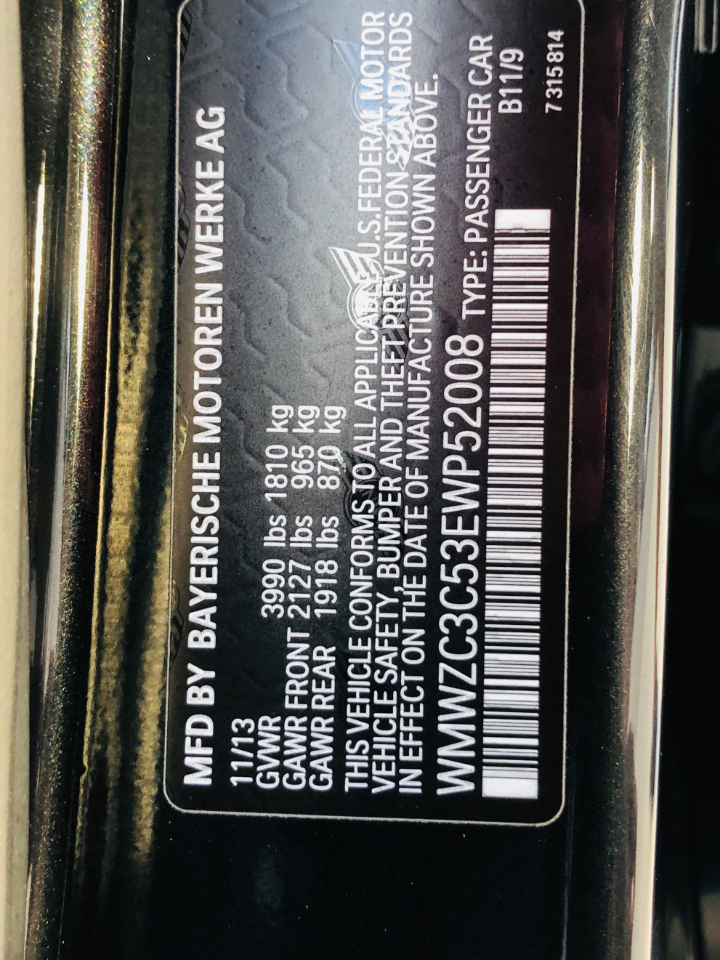 MFD BY BAYERISCHE MOTOREN WERKE AG
11/13
GVWR 3990 lbs 1810 kg
GAWR FRONT 2127 lbs 965 kg
GAWR REAR 1918 lbs 870 kg
THIS VEHICLE CONFORMS TO ALL APPLICABLE U.S.FEDERAL MOTOR
VEHICLE SAFETY, BUMPER AND THEFT PREVENTION STANDARDS
IN EFFECT ON THE DATE OF MANUFACTURE SHOWN ABOVE.
WMWZC3C53EWP52008 TYPE: PASSENGER CAR
B11/9
7 315 814